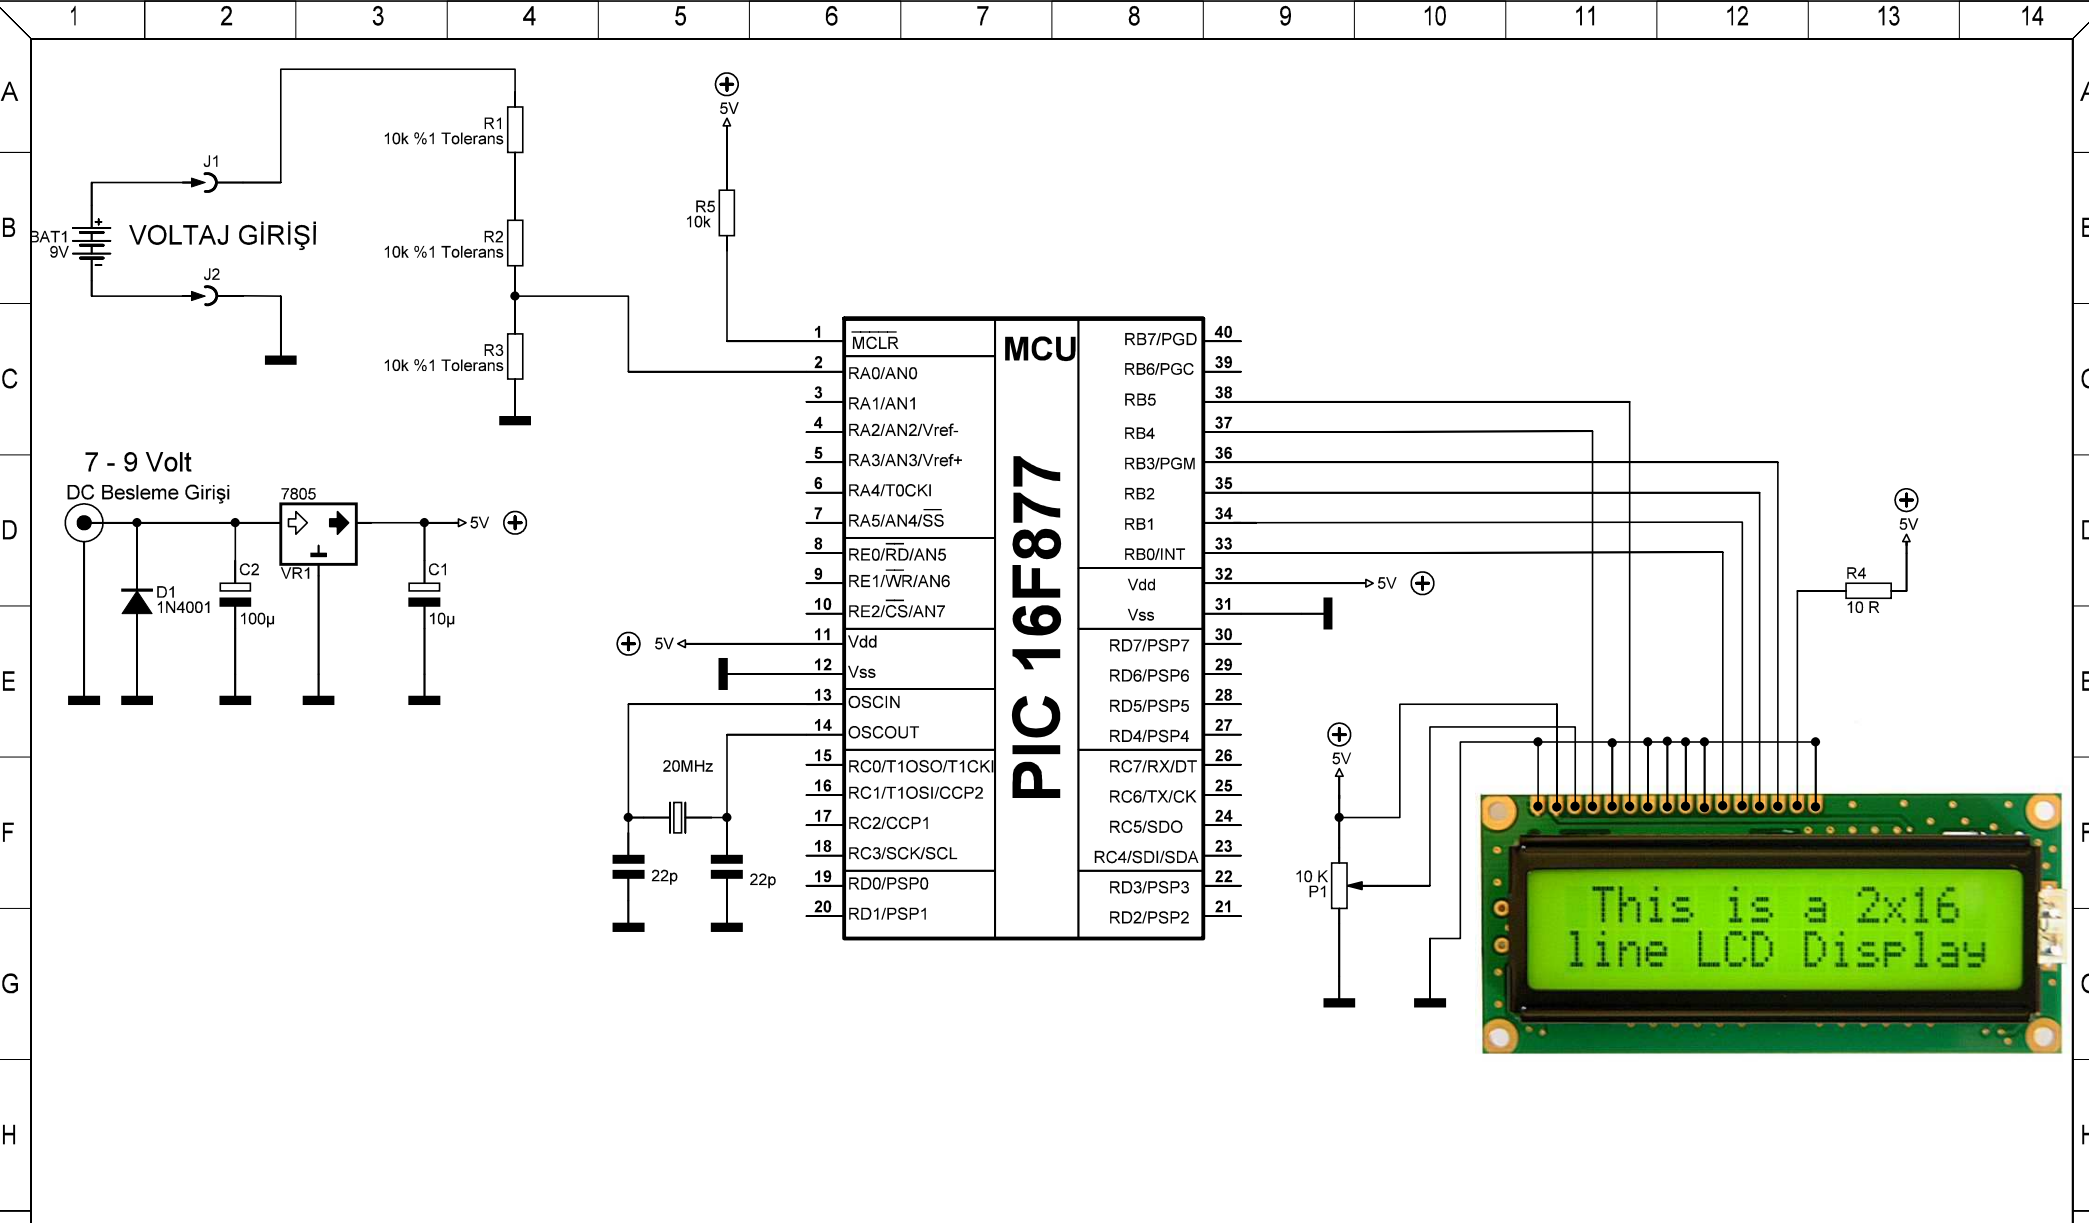 1 2 3 4 5 6 7 8 9 10 11 12 13 14
A
B
C
D
E
F
G
H
R1
10k %1 Tolerans
J1
BAT1
9V
VOLTAJ GİRİŞİ
R2
10k %1 Tolerans
J2
R3
10k %1 Tolerans
5V
R5
10k
7 - 9 Volt
DC Besleme Girişi
7805
VR1
5V
D1
1N4001
C2
100µ
C1
10µ
MCU
PIC 16F877
1 MCLR
2 RA0/AN0
3 RA1/AN1
4 RA2/AN2/Vref-
5 RA3/AN3/Vref+
6 RA4/T0CKI
7 RA5/AN4/SS
8 RE0/RD/AN5
9 RE1/WR/AN6
10 RE2/CS/AN7
5V 11 Vdd
12 Vss
13 OSCIN
14 OSCOUT
15 RC0/T1OSO/T1CKI
16 RC1/T1OSI/CCP2
17 RC2/CCP1
18 RC3/SCK/SCL
19 RD0/PSP0
20 RD1/PSP1
20MHz
22p
22p
RB7/PGD 40
RB6/PGC 39
RB5 38
RB4 37
RB3/PGM 36
RB2 35
RB1 34
RB0/INT 33
Vdd 32 5V
Vss 31
RD7/PSP7 30
RD6/PSP6 29
RD5/PSP5 28
RD4/PSP4 27
RC7/RX/DT 26
RC6/TX/CK 25
RC5/SDO 24
RC4/SDI/SDA 23
RD3/PSP3 22
RD2/PSP2 21
5V
R4
10 R
5V
10 K
P1
This is a 2x16
line LCD Display